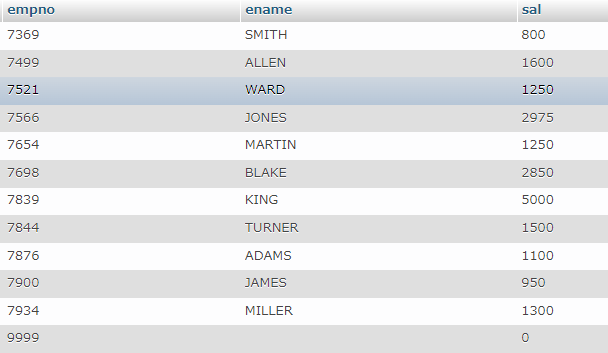 empno ename sal
7369 SMITH 800
7499 ALLEN 1600
7521 WARD 1250
7566 JONES 2975
7654 MARTIN 1250
7698 BLAKE 2850
7839 KING 5000
7844 TURNER 1500
7876 ADAMS 1100
7900 JAMES 950
7934 MILLER 1300
9999 0